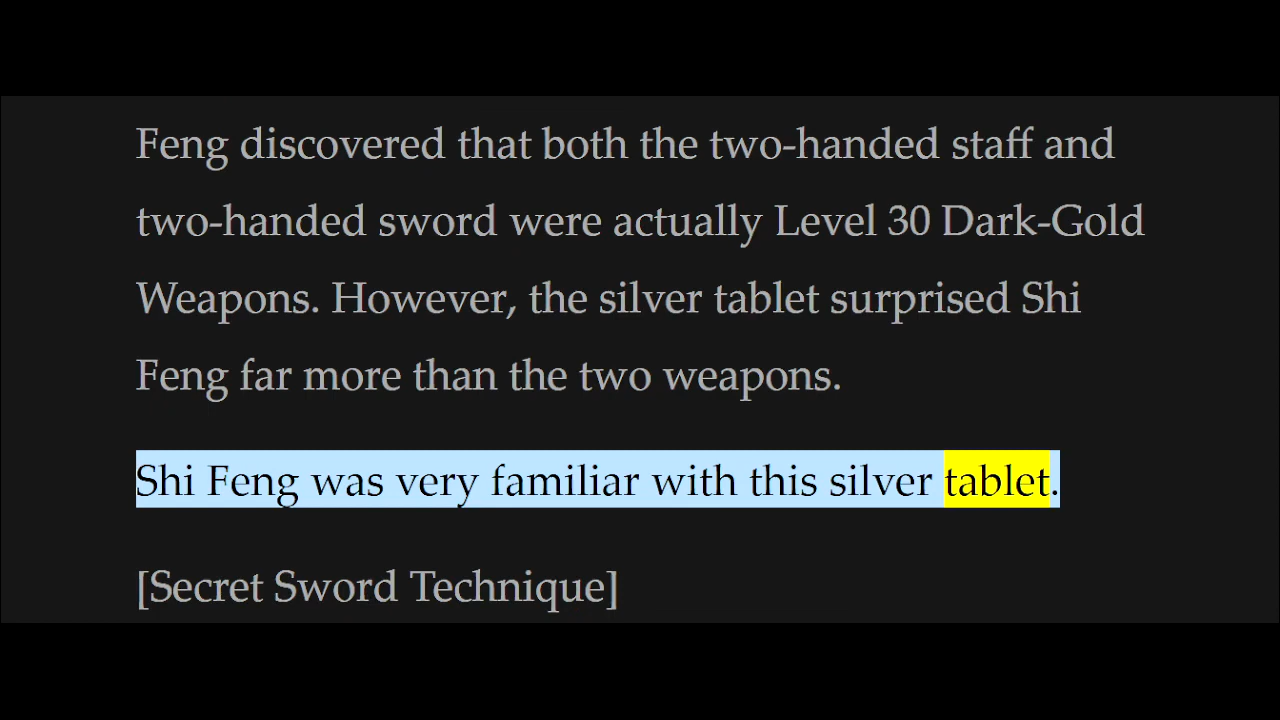 Feng discovered that both the two-handed staff and
two-handed sword were actually Level 30 Dark-Gold
Weapons. However, the silver tablet surprised Shi
Feng far more than the two weapons.
Shi Feng was very familiar with this silver tablet.
[Secret Sword Technique]